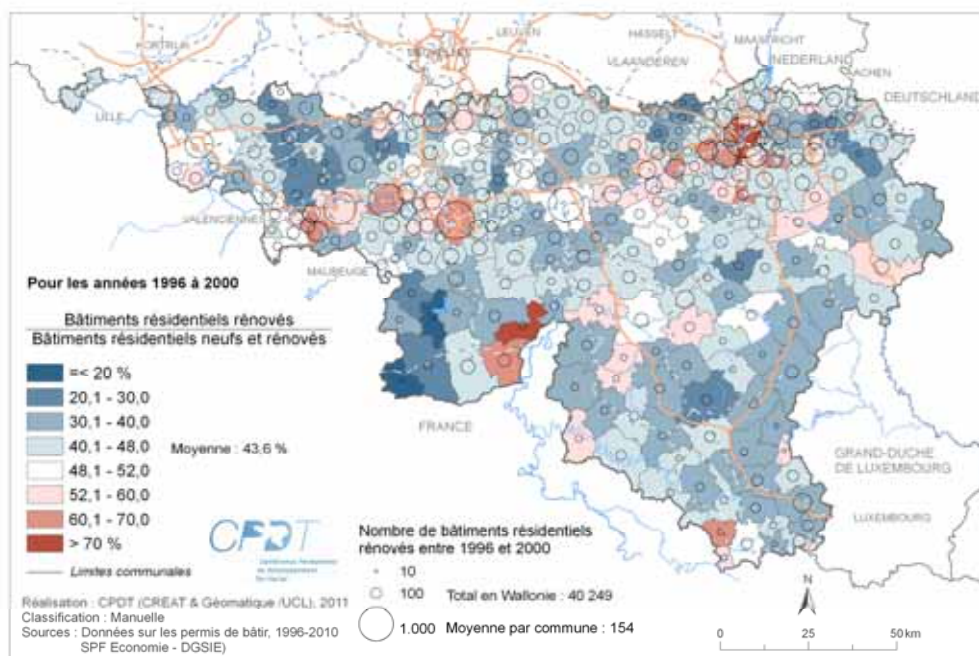 KORTRIJK
BRUXELLES
LEUVEN
HASSELT
MAASTRICHT
VLAANDEREN
NEDERLAND
AACHEN
DEUTSCHLAND
LILLE
VALENCIENNES
MAUBEUGE
Pour les années 1996 à 2000
Bâtiments résidentiels rénovés
Bâtiments résidentiels neufs et rénovés
=< 20 %
20,1 - 30,0
30,1 - 40,0
40,1 - 48,0 Moyenne : 43,6 %
48,1 - 52,0
52,1 - 60,0
60,1 - 70,0
> 70 %
Limites communales
FRANCE
GRAND-DUCHE
DE LUXEMBOURG
LUXEMBOURG
CPDT
Nombre de bâtiments résidentiels
rénovés entre 1996 et 2000
10
100 Total en Wallonie : 40 249
1.000 Moyenne par commune : 154
Réalisation : CPDT (CREAT & Géomatique /UCL), 2011
Classification : Manuelle
Sources : Données sur les permis de bâtir, 1996-2010
SPF Economie - DGSIE)
N
0 25 50 km